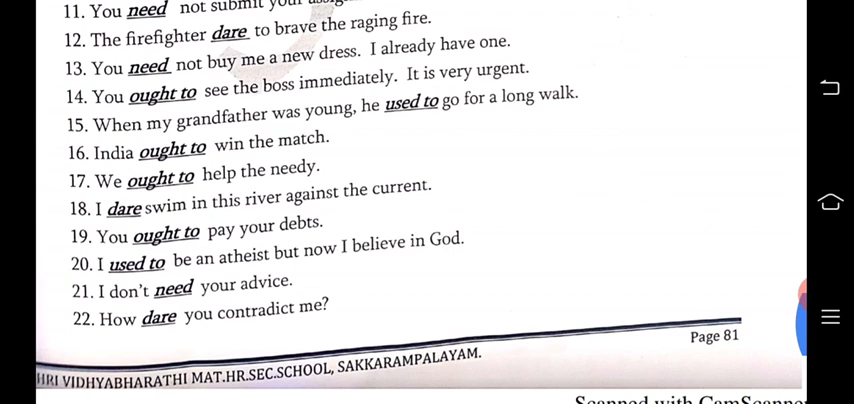 11. You need not submit your
12. The firefighter dare to brave the raging fire.
13. You need not buy me a new dress. I already have one.
14. You ought to see the boss immediately. It is very urgent.
15. When my grandfather was young, he used to go for a long walk.
16. India ought to win the match.
17. We ought to help the needy.
18. I dare swim in this river against the current.
19. You ought to pay your debts.
20. I used to be an atheist but now I believe in God.
21. I don't need your advice.
22. How dare you contradict me?
Page 81
VIDHYABHARATHI MAT.HR.SEC.SCHOOL, SAKKARAMPALAYAM.
Scanned with